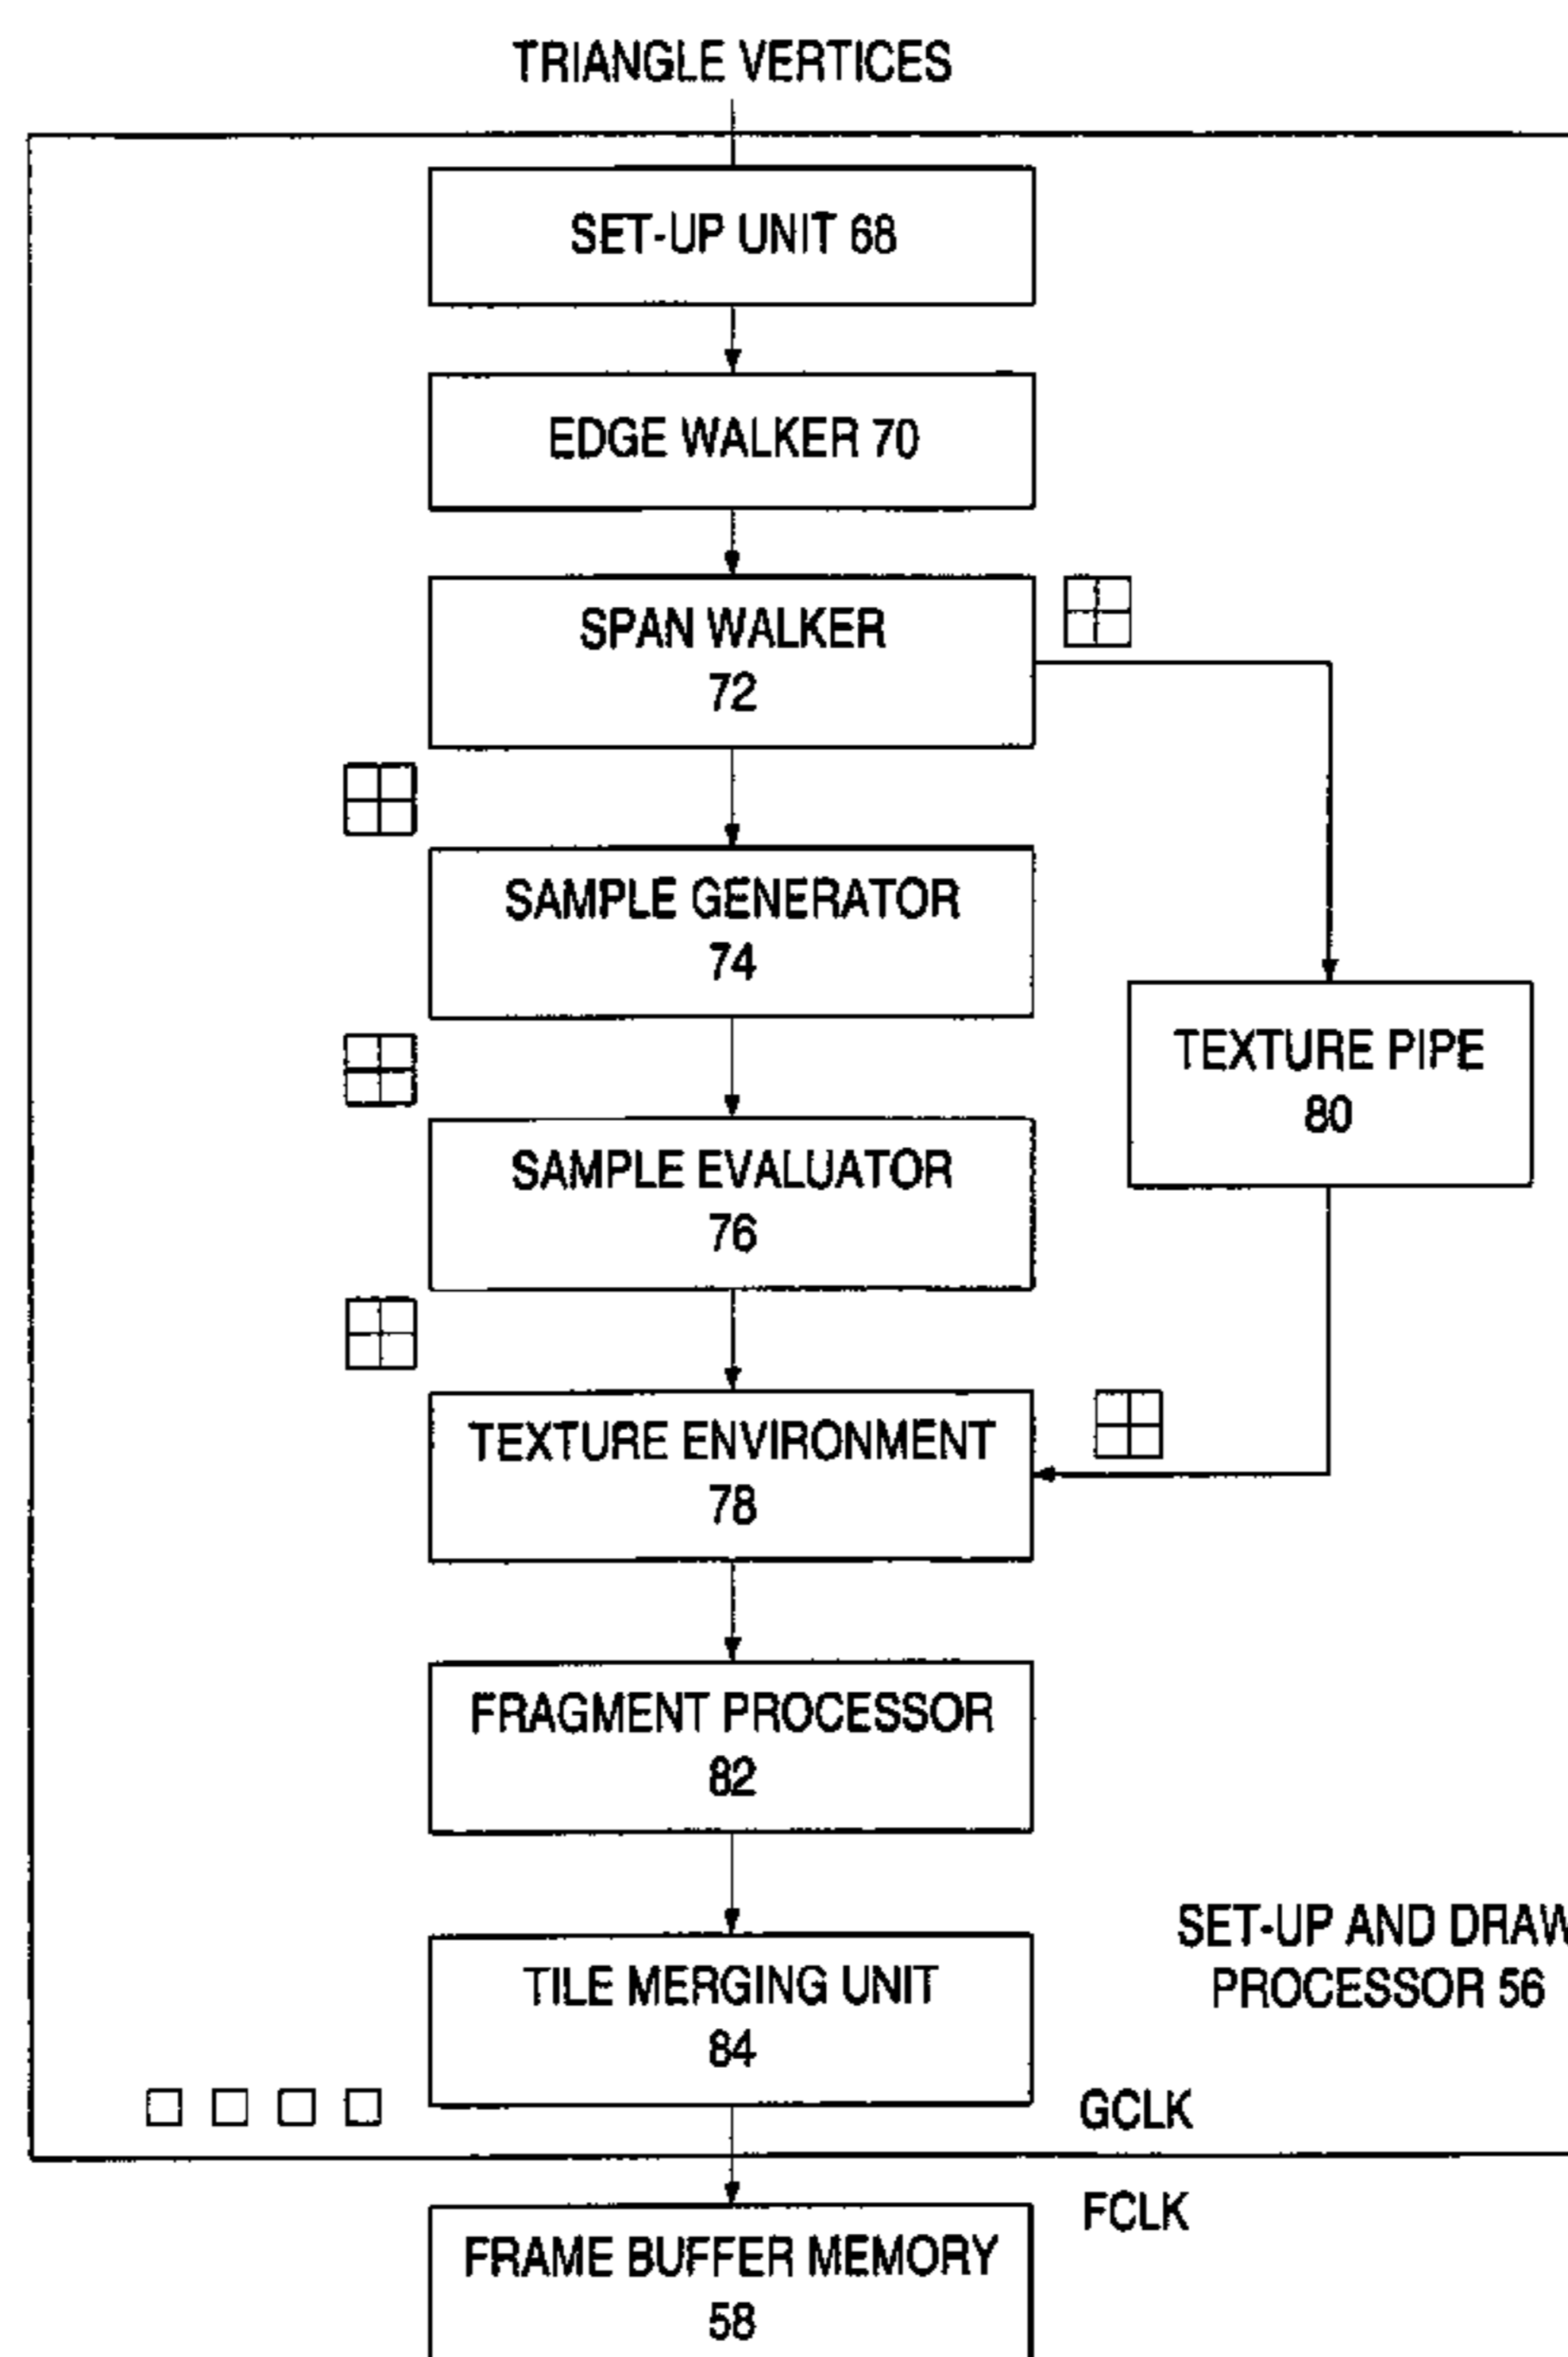 TRIANGLE VERTICES
SET-UP UNIT 68
EDGE WALKER 70
SPAN WALKER
72
SAMPLE GENERATOR
74
TEXTURE PIPE
80
SAMPLE EVALUATOR
76
TEXTURE ENVIRONMENT
78
FRAGMENT PROCESSOR
82
SET-UP AND DRAW
PROCESSOR 56
TILE MERGING UNIT
84
GCLK
FCLK
FRAME BUFFER MEMORY
58